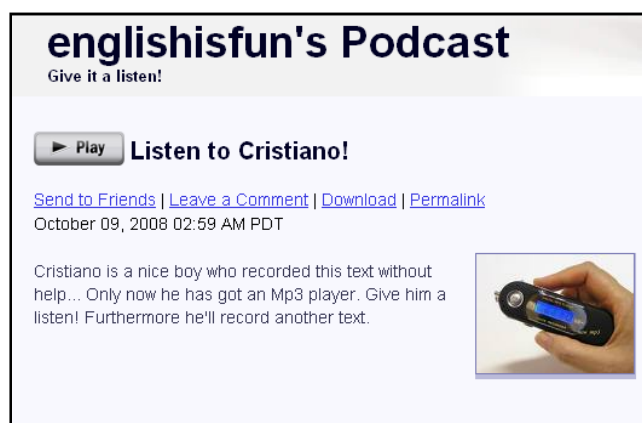 englishisfun's Podcast
Give it a listen!
Play Listen to Cristiano!
Send to Friends | Leave a Comment | Download | Permalink
October 09, 2008 02:59 AM PDT
Cristiano is a nice boy who recorded this text without
help... Only now he has got an Mp3 player. Give him a
listen! Furthermore he'll record another text.